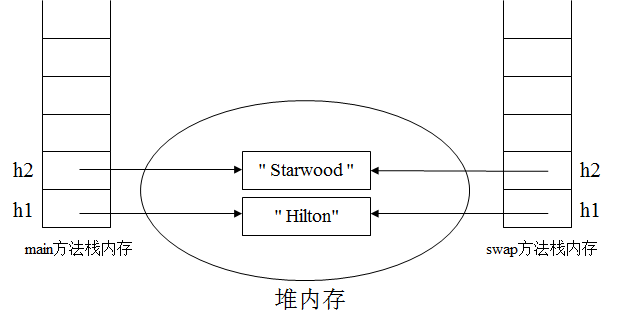 h2
" Starwood "
h2
h1
" Hilton"
h1
main方法栈内存
swap方法栈内存
堆内存